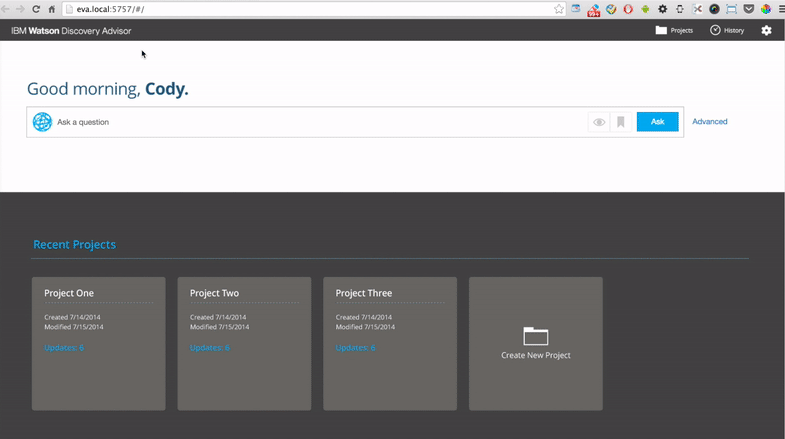 eva.local:5757/#/
99+
IBM Watson Discovery Advisor
Projects
History
Good morning, Cody.
Ask a question
Ask
Advanced
Recent Projects
Project One
Created 7/14/2014
Modified 7/15/2014
Updates: 6
Project Two
Created 7/14/2014
Modified 7/15/2014
Updates: 6
Project Three
Created 7/14/2014
Modified 7/15/2014
Updates: 6
Create New Project